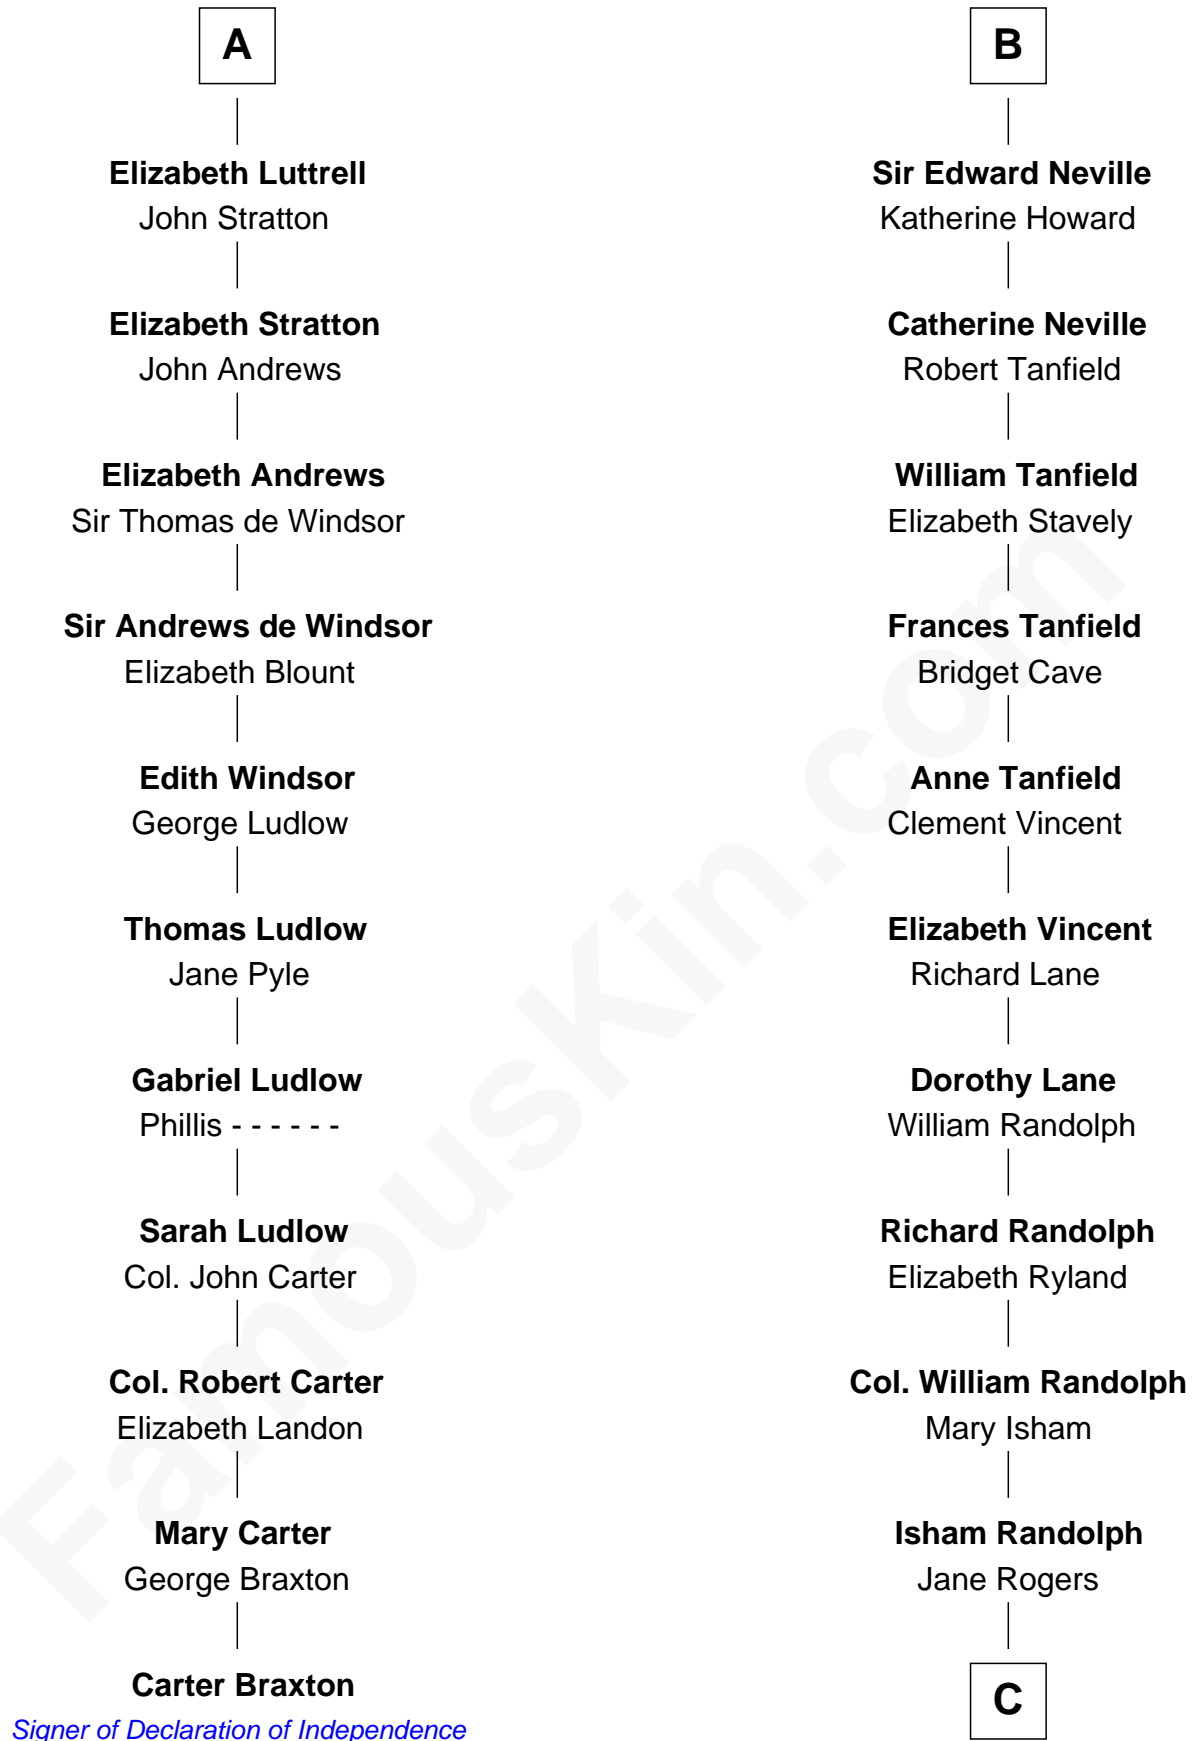 A
Elizabeth Luttrell
John Stratton
Elizabeth Stratton
John Andrews
Elizabeth Andrews
Sir Thomas de Windsor
Sir Andrews de Windsor
Elizabeth Blount
Edith Windsor
George Ludlow
Thomas Ludlow
Jane Pyle
Gabriel Ludlow
Phillis - - - - - -
Sarah Ludlow
Col. John Carter
Col. Robert Carter
Elizabeth Landon
Mary Carter
George Braxton
Carter Braxton
Signer of Declaration of Independence
B
Sir Edward Neville
Katherine Howard
Catherine Neville
Robert Tanfield
William Tanfield
Elizabeth Stavely
Frances Tanfield
Bridget Cave
Anne Tanfield
Clement Vincent
Elizabeth Vincent
Richard Lane
Dorothy Lane
William Randolph
Richard Randolph
Elizabeth Ryland
Col. William Randolph
Mary Isham
Isham Randolph
Jane Rogers
C
FamousKin.com